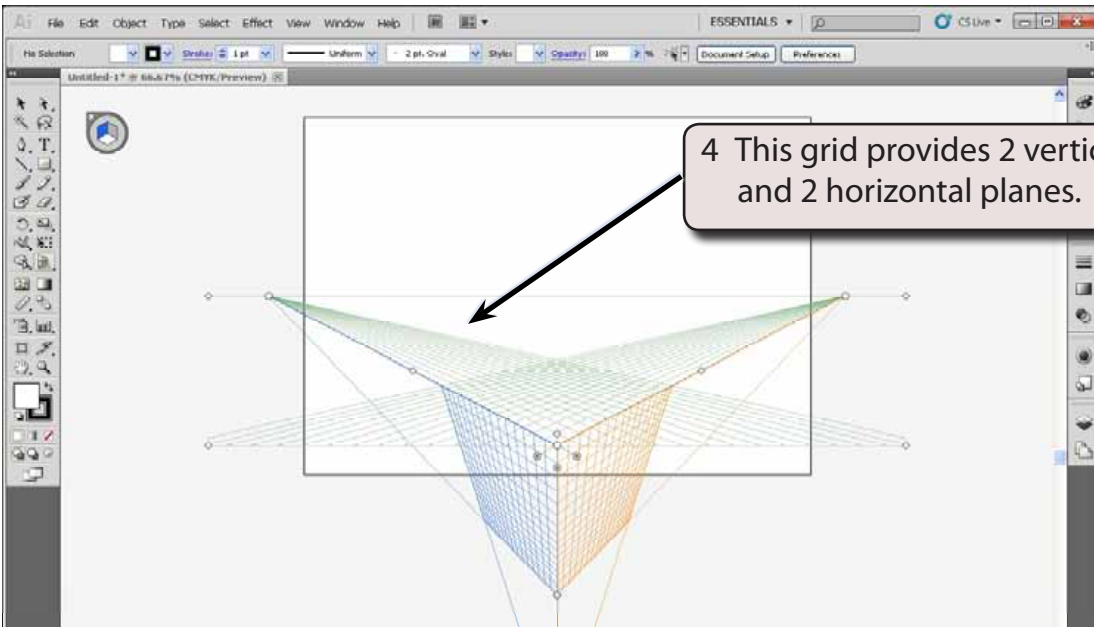 Ai File Edit Object Type Select Effect View Window Help ESSENTIALS CS Live
No Selection Stroke: 1 pt Uniform 2 pt. Oval Style: Opacity: 100 % Document Setup Preferences
Untitled-1* @ 66.67% (CMYK/Preview)
4 This grid provides 2 vertic
and 2 horizontal planes.